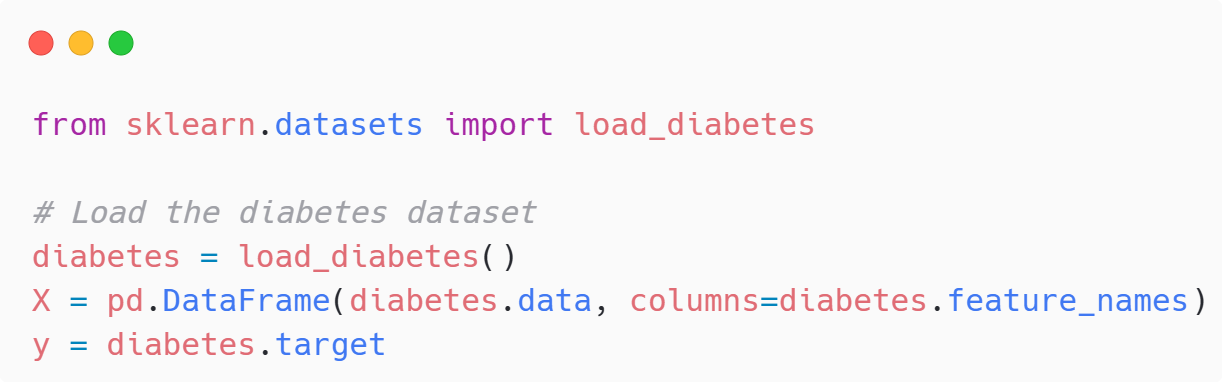 from sklearn.datasets import load_diabetes
# Load the diabetes dataset
diabetes = load_diabetes()
X = pd.DataFrame(diabetes.data, columns=diabetes.feature_names)
y = diabetes.target